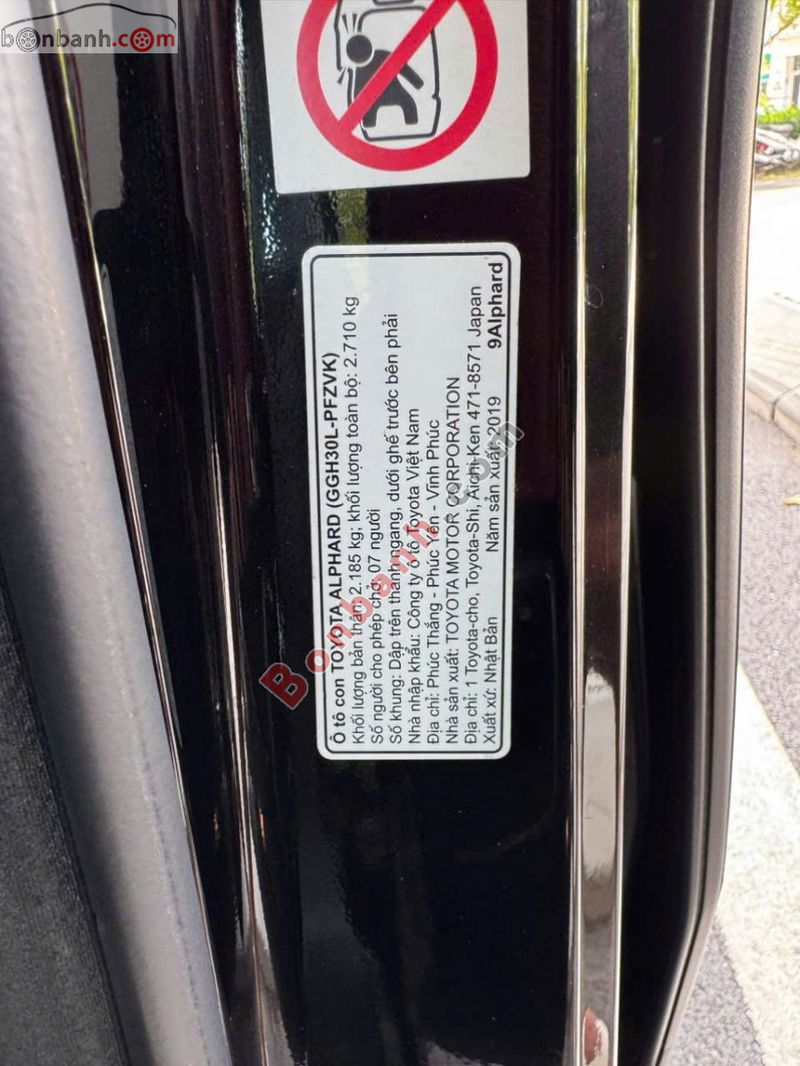 bonbanh.com
Ô tô con TOYOTA ALPHARD (GGH30L-PFZVK)
Khối lượng bản thân: 2.185 kg; khối lượng toàn bộ: 2.710 kg
Số người cho phép chở: 07 người
Số khung: Dập trên thanh ngang, dưới ghế trước bên phải
Nhà nhập khẩu: Công ty ô tô Toyota Việt Nam
Địa chỉ: Phúc Thắng - Phúc Yên - Vĩnh Phúc
Nhà sản xuất: TOYOTA MOTOR CORPORATION
Địa chỉ: 1 Toyota-cho, Toyota-Shi, Aichi-Ken 471-8571 Japan
Xuất xứ: Nhật Bản Năm sản xuất: 2019 9Alphard
Bonbanh.com